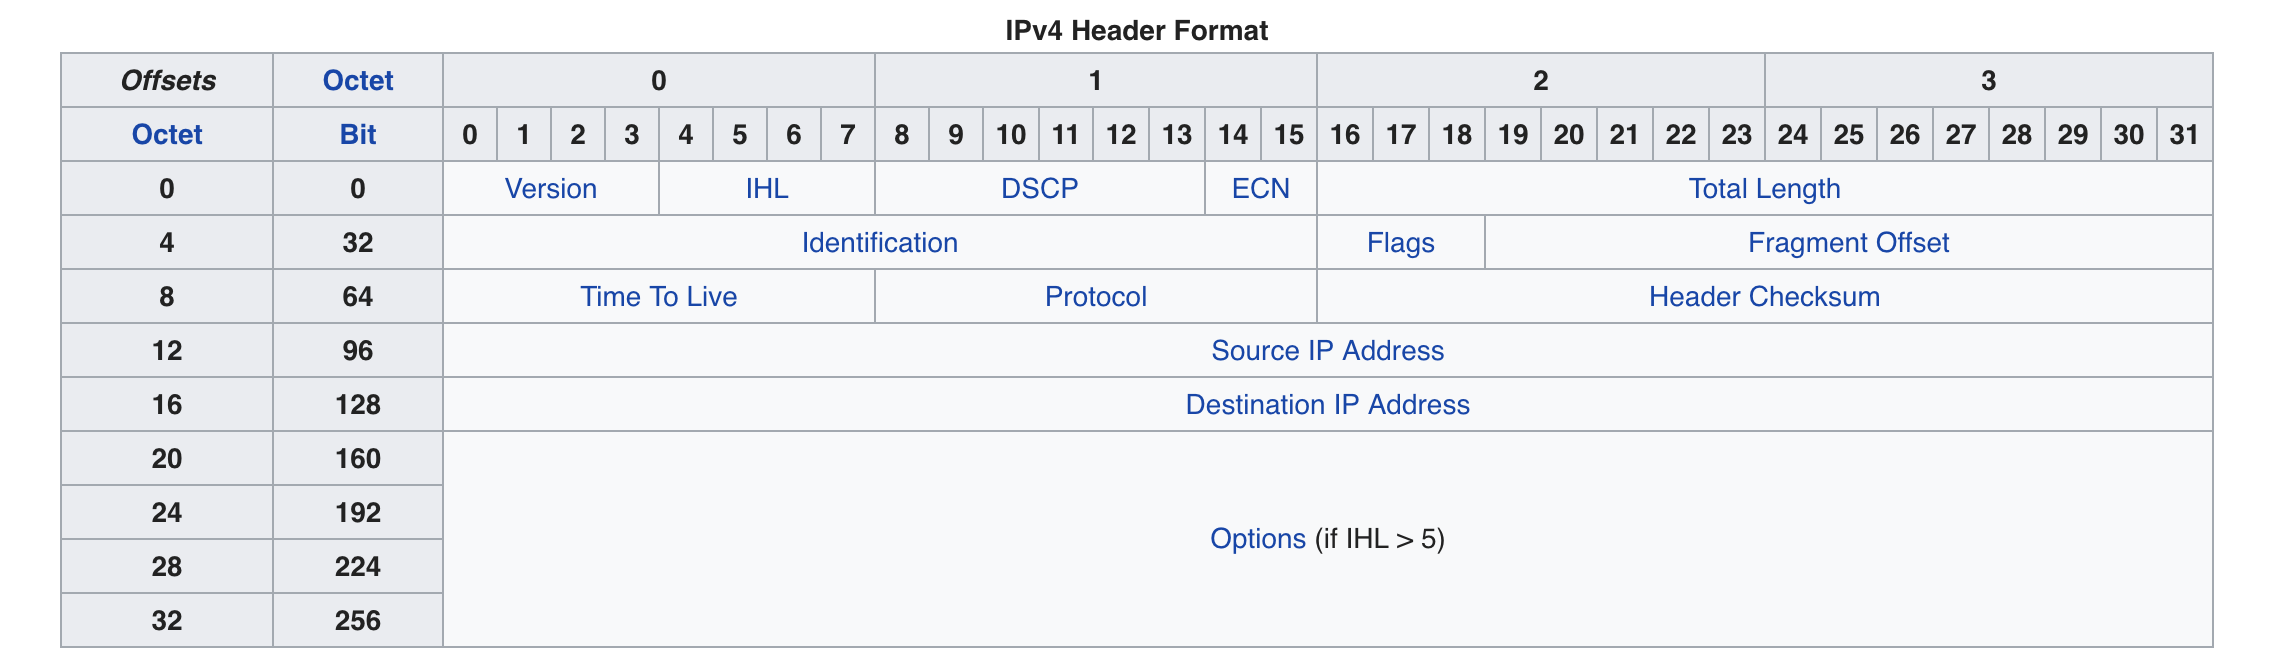 IPv4 Header Format
Offsets Octet 0 1 2 3
Octet Bit 0 1 2 3 4 5 6 7 8 9 10 11 12 13 14 15 16 17 18 19 20 21 22 23 24 25 26 27 28 29 30 31
0 0 Version IHL DSCP ECN Total Length
4 32 Identification Flags Fragment Offset
8 64 Time To Live Protocol Header Checksum
12 96 Source IP Address
16 128 Destination IP Address
20 160
24 192
Options (if IHL > 5)
28 224
32 256